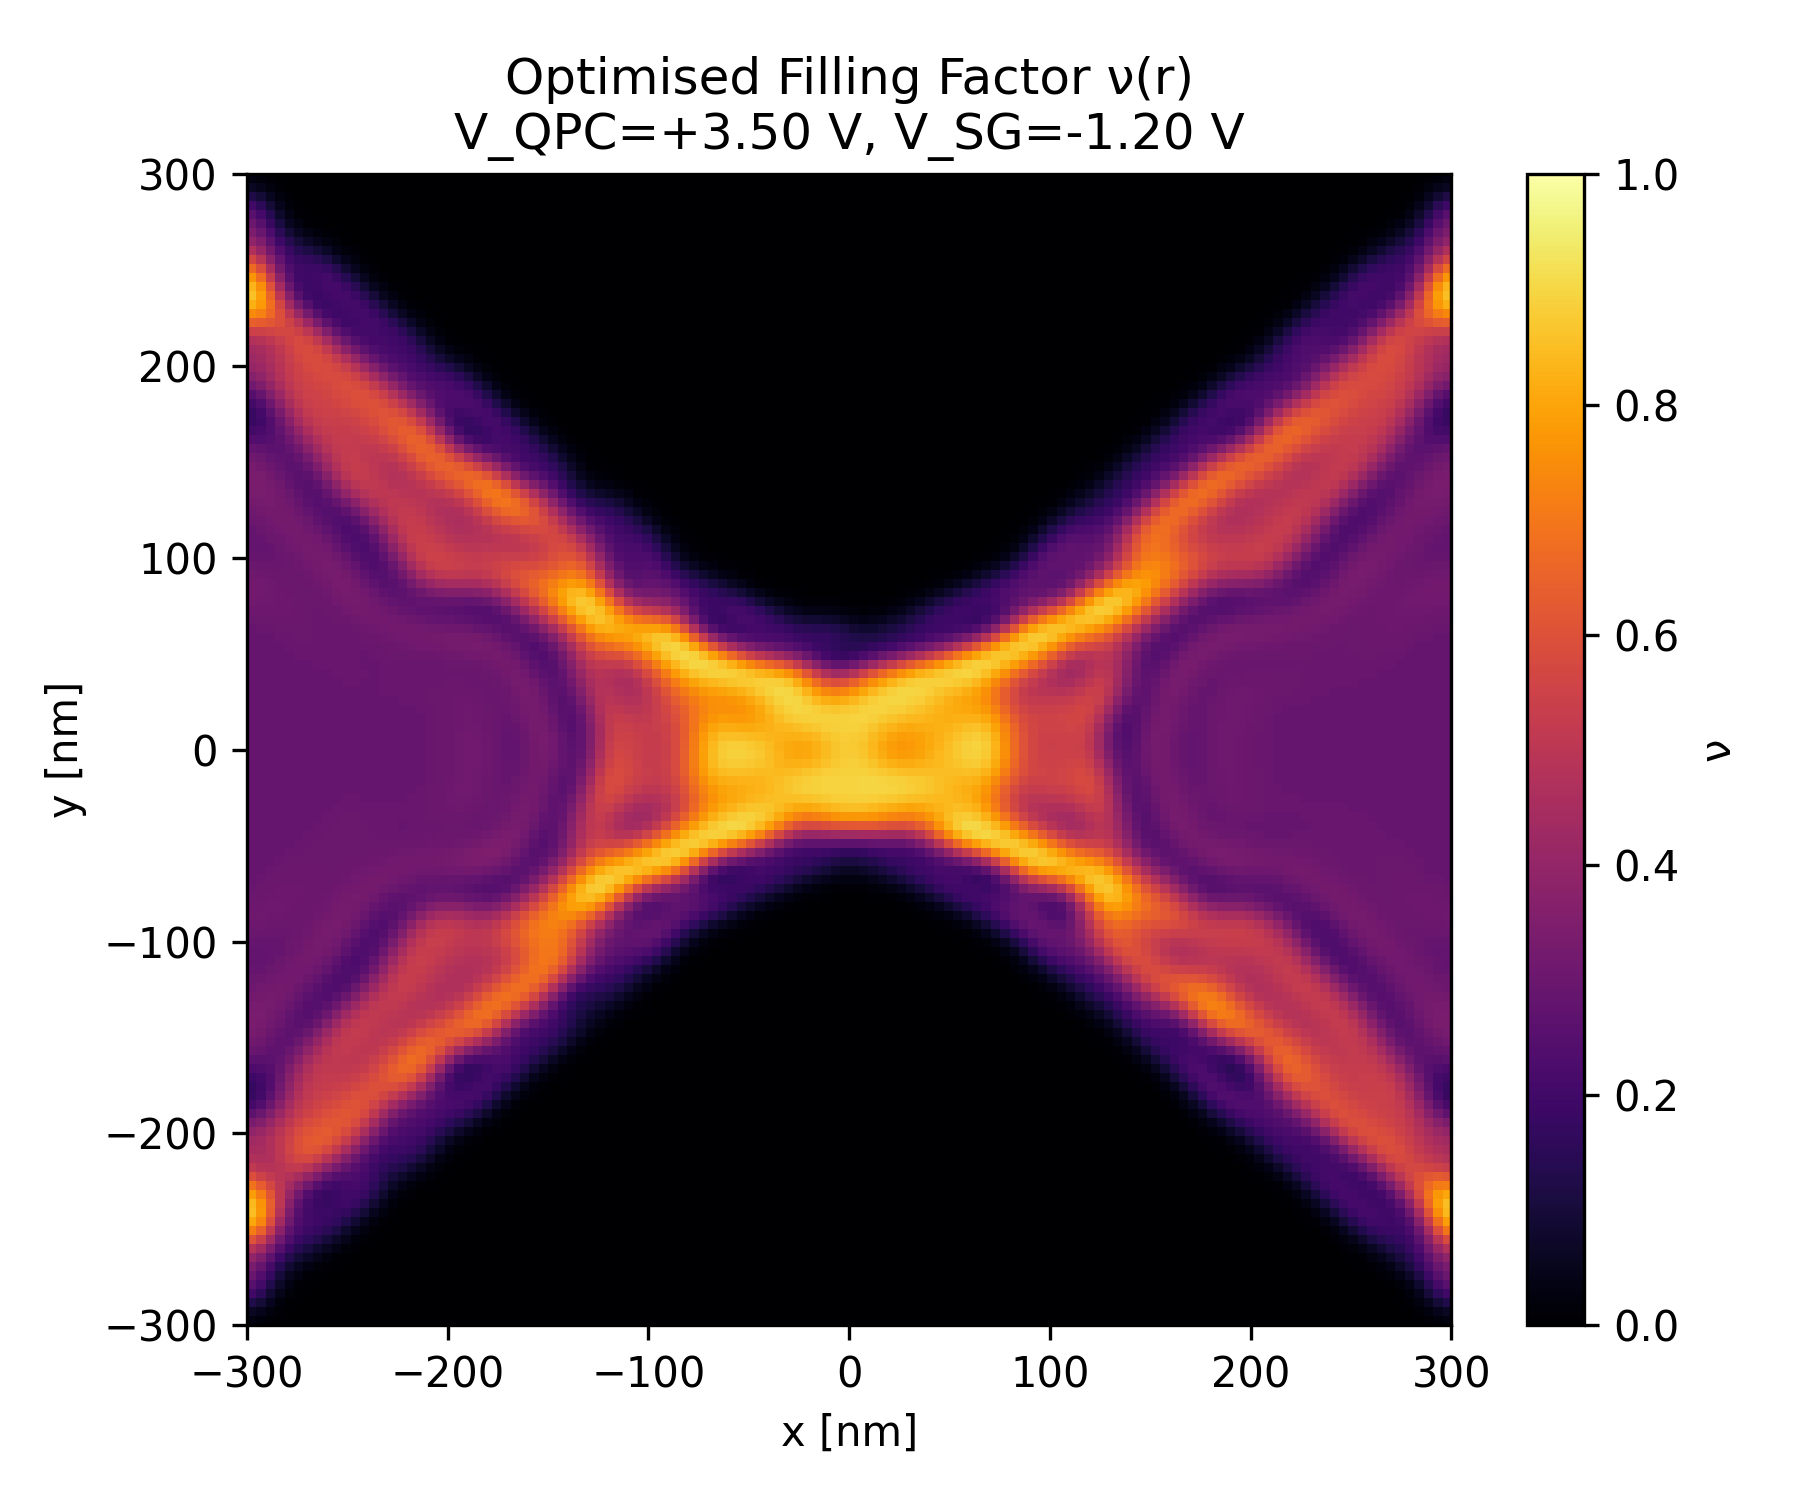 Optimised Filling Factor ν(r)
V_QPC=+3.50 V, V_SG=-1.20 V
300
200
100
0
−100
−200
−300
y [nm]
−300 −200 −100 0 100 200 300
x [nm]
1.0
0.8
0.6
0.4
0.2
0.0
ν